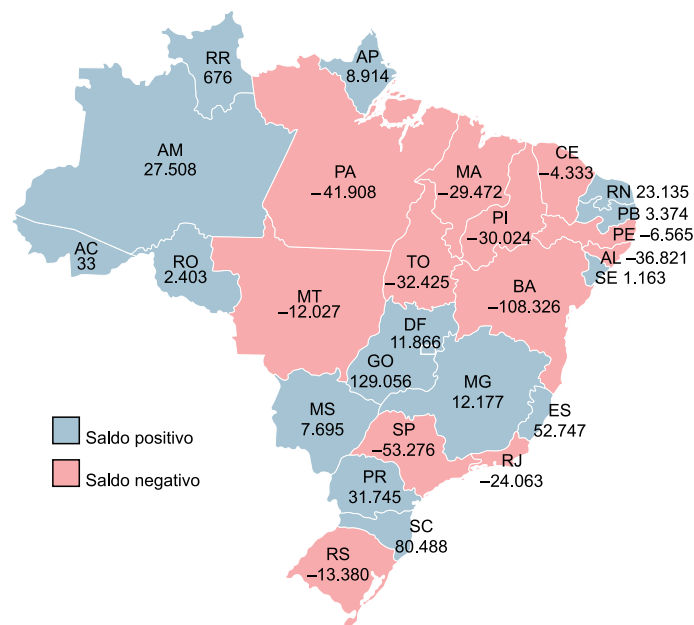 RR
676
AP
8.914
AM
27.508
PA
–41.908
MA
–29.472
CE
–4.333
RN 23.135
PB 3.374
PE –6.565
AL –36.821
SE 1.163
PI
–30.024
AC
33
RO
2.403
TO
–32.425
BA
–108.326
MT
–12.027
DF
11.866
GO
129.056
MG
12.177
ES
52.747
MS
7.695
SP
–53.276
RJ
–24.063
PR
31.745
SC
80.488
RS
–13.380
Saldo positivo
Saldo negativo